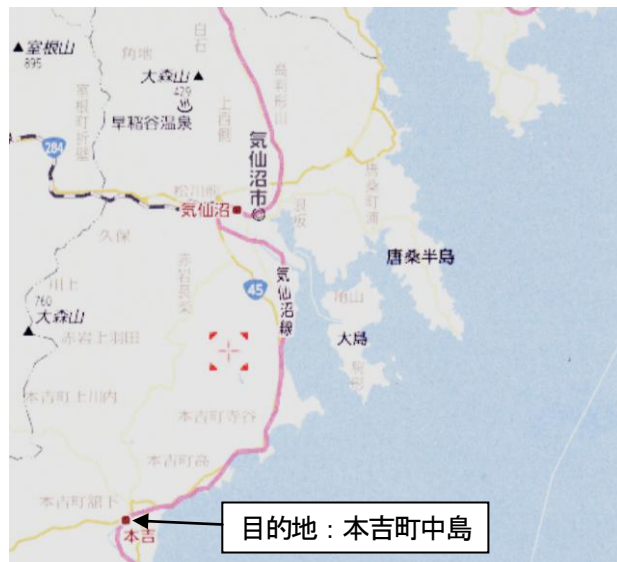 室根山
895
角地
白石
大森山
429
早稲谷温泉
上西側
284
気仙沼市
松川前
気仙沼
久保
唐桑半島
川上
760
大森山
赤岩上羽田
45
気仙沼線
亀山
大島
本吉町上川内
本吉町寺谷
本吉町高
本吉町舘下
本吉
目的地：本吉町中島